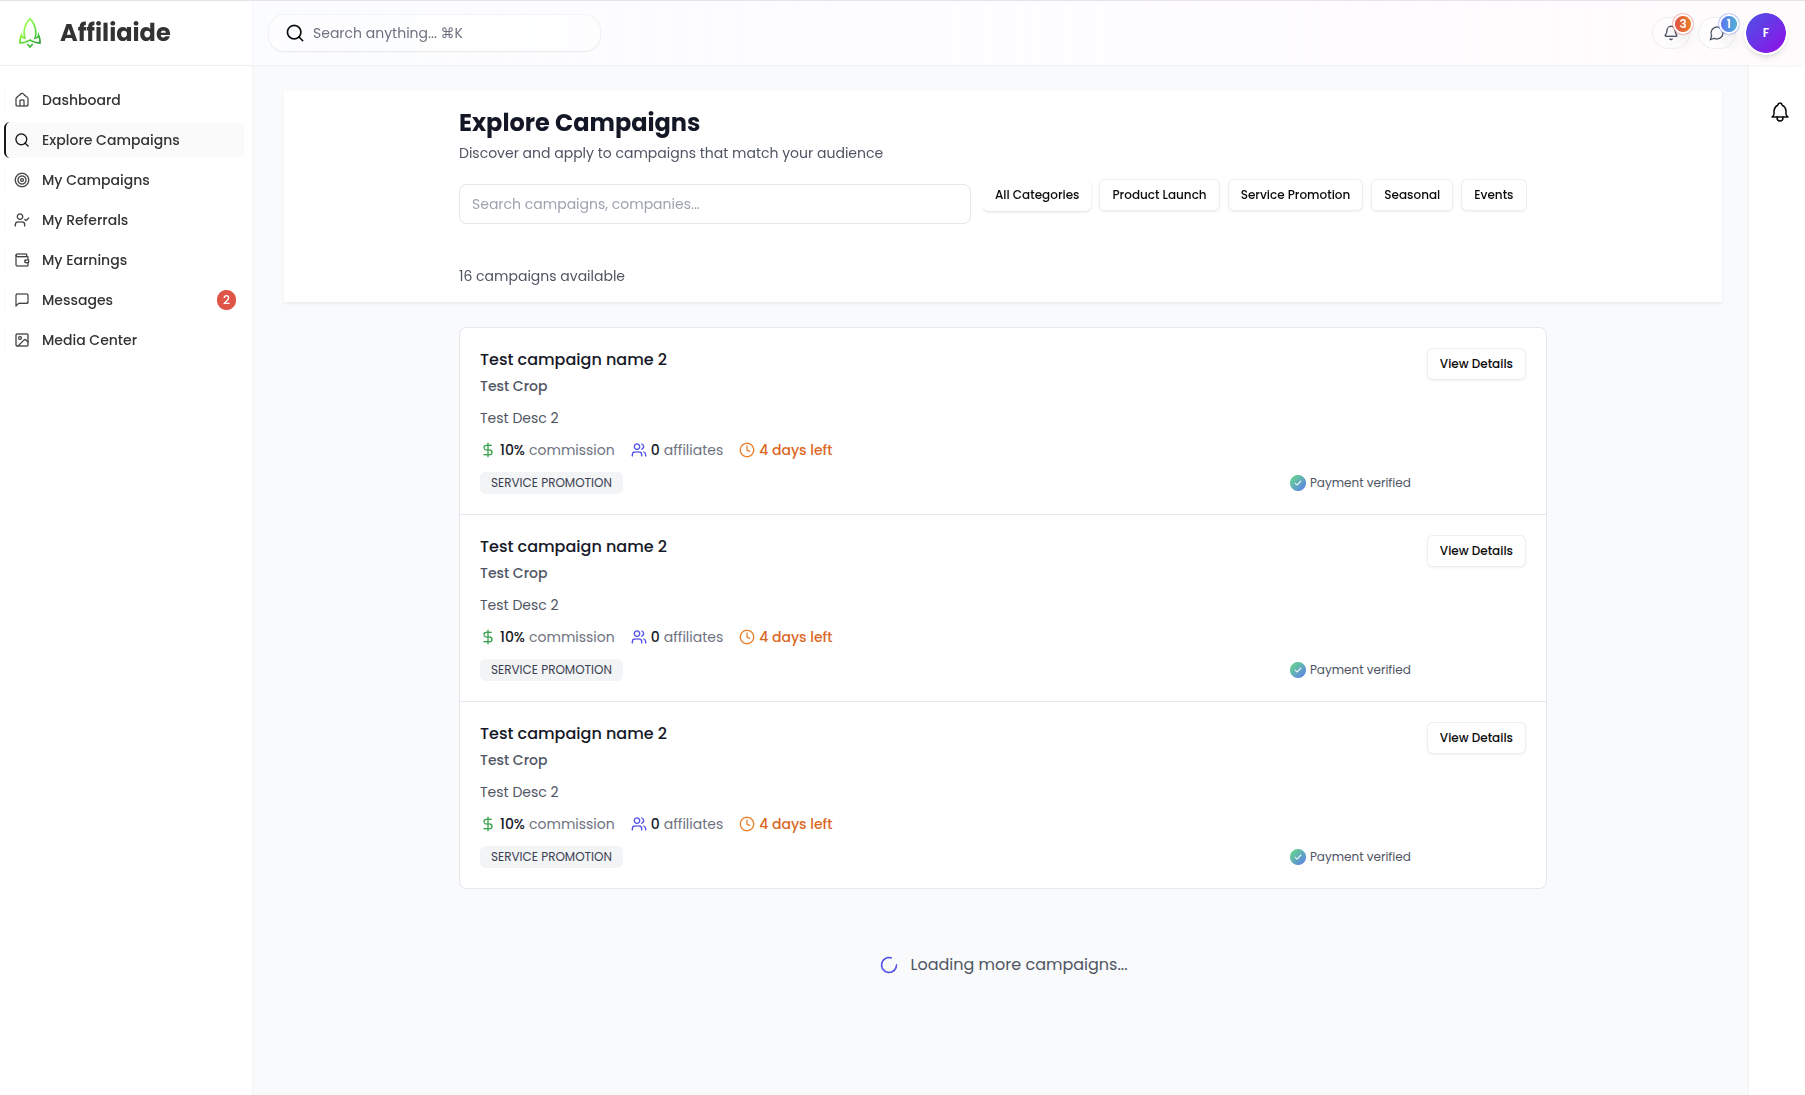 Affiliaide
Search anything... ⌘K
3
1
F
Dashboard
Explore Campaigns
My Campaigns
My Referrals
My Earnings
Messages
2
Media Center
Explore Campaigns
Discover and apply to campaigns that match your audience
Search campaigns, companies...
All Categories
Product Launch
Service Promotion
Seasonal
Events
16 campaigns available
Test campaign name 2
View Details
Test Crop
Test Desc 2
10% commission
0 affiliates
4 days left
SERVICE PROMOTION
Payment verified
Test campaign name 2
View Details
Test Crop
Test Desc 2
10% commission
0 affiliates
4 days left
SERVICE PROMOTION
Payment verified
Test campaign name 2
View Details
Test Crop
Test Desc 2
10% commission
0 affiliates
4 days left
SERVICE PROMOTION
Payment verified
Loading more campaigns...